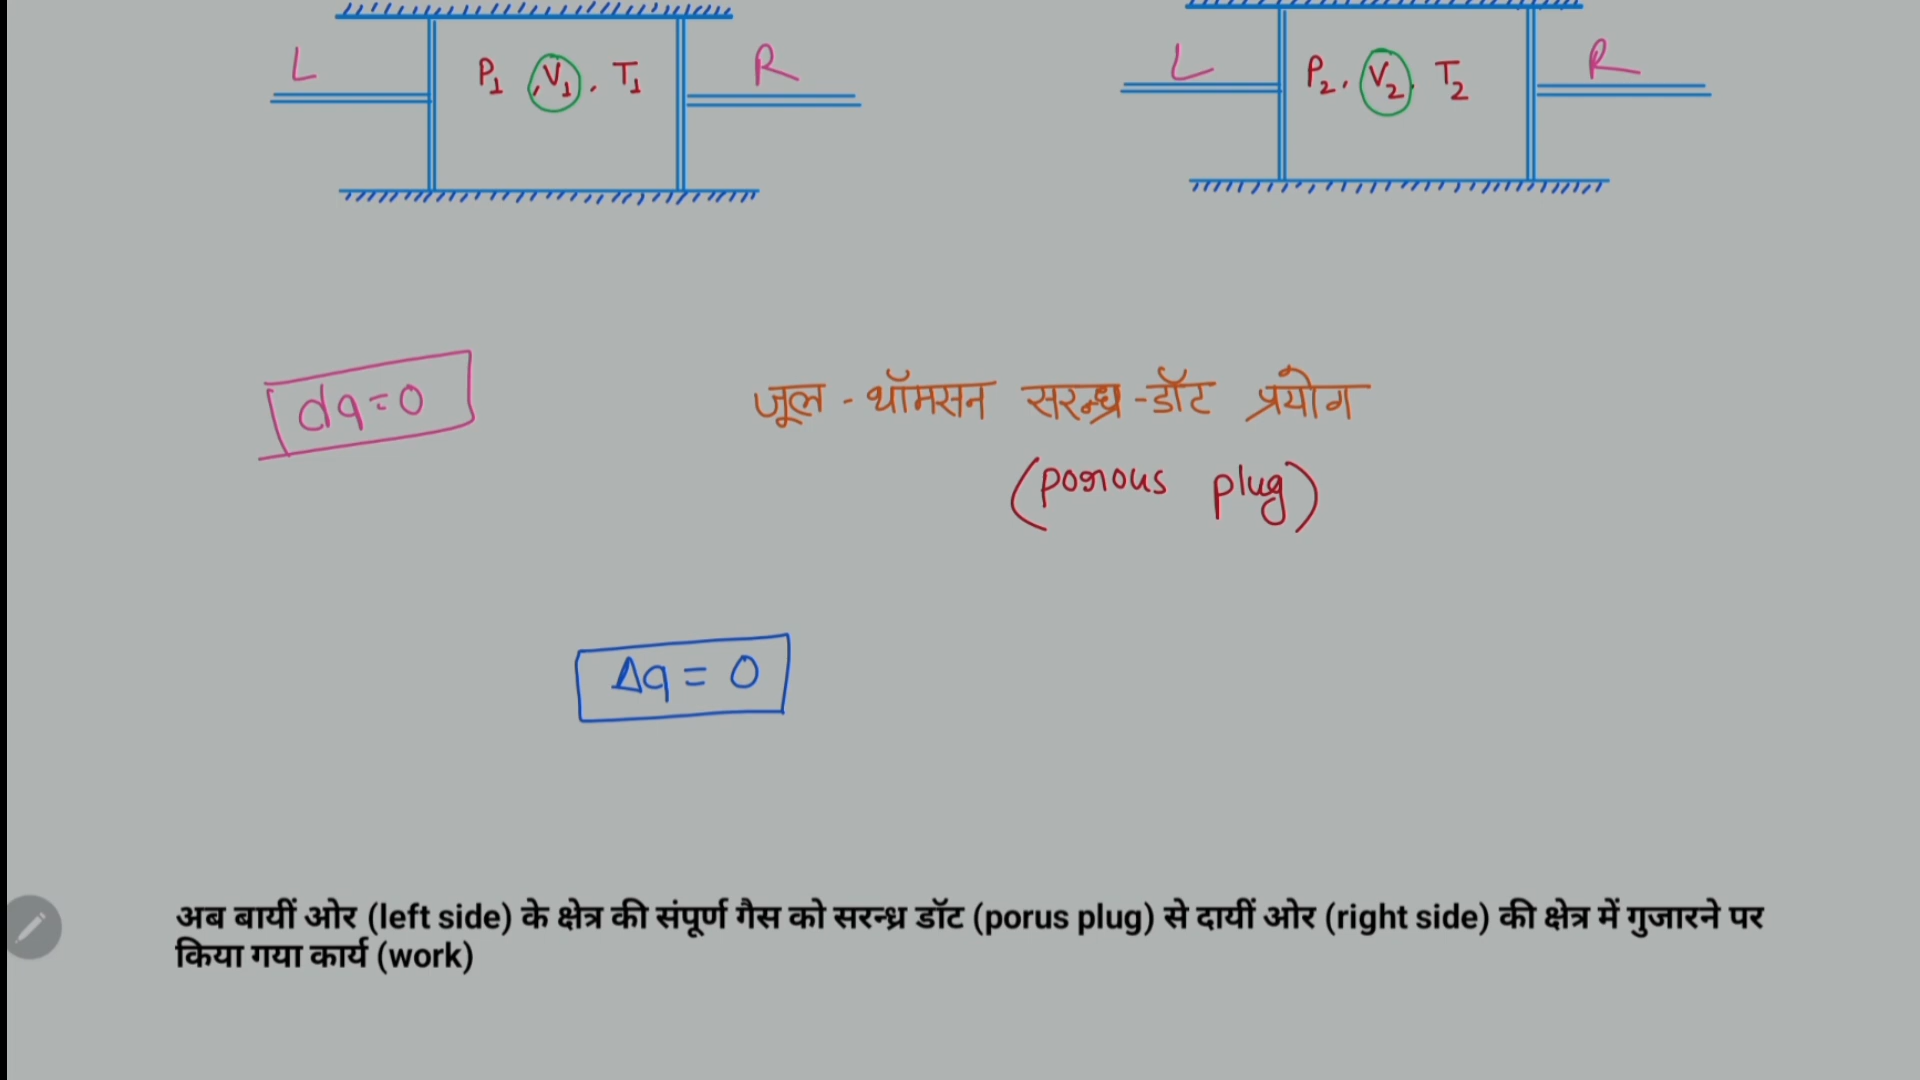 L P₁, V₁, T₁ R
L P₂, V₂, T₂ R
dq=0
जूल - थॉमसन सरन्ध्र -डॉट प्रयोग
(porous plug)
Δq = 0
अब बायीं ओर (left side) के क्षेत्र की संपूर्ण गैस को सरन्ध्र डॉट (porus plug) से दायीं ओर (right side) की क्षेत्र में गुजारने पर
किया गया कार्य (work)